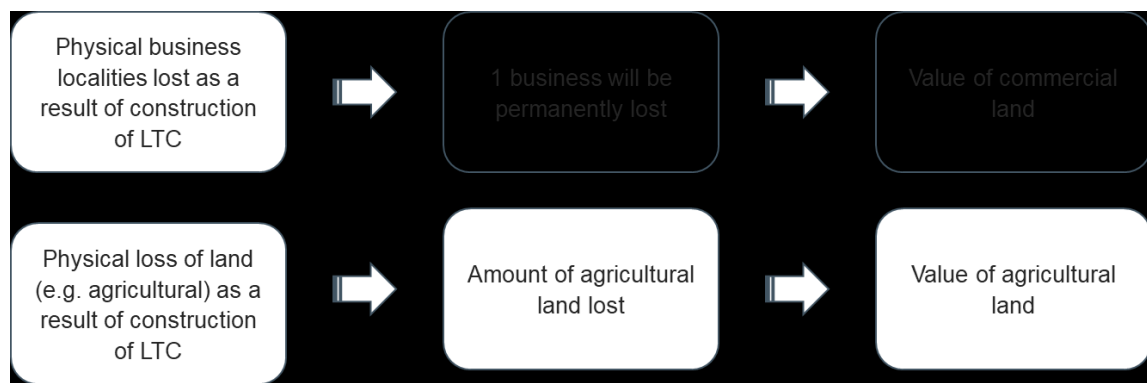 Physical business
localities lost as a
result of construction
of LTC
1 business will be
permanently lost
Value of commercial
land
Physical loss of land
(e.g. agricultural) as a
result of construction
of LTC
Amount of agricultural
land lost
Value of agricultural
land